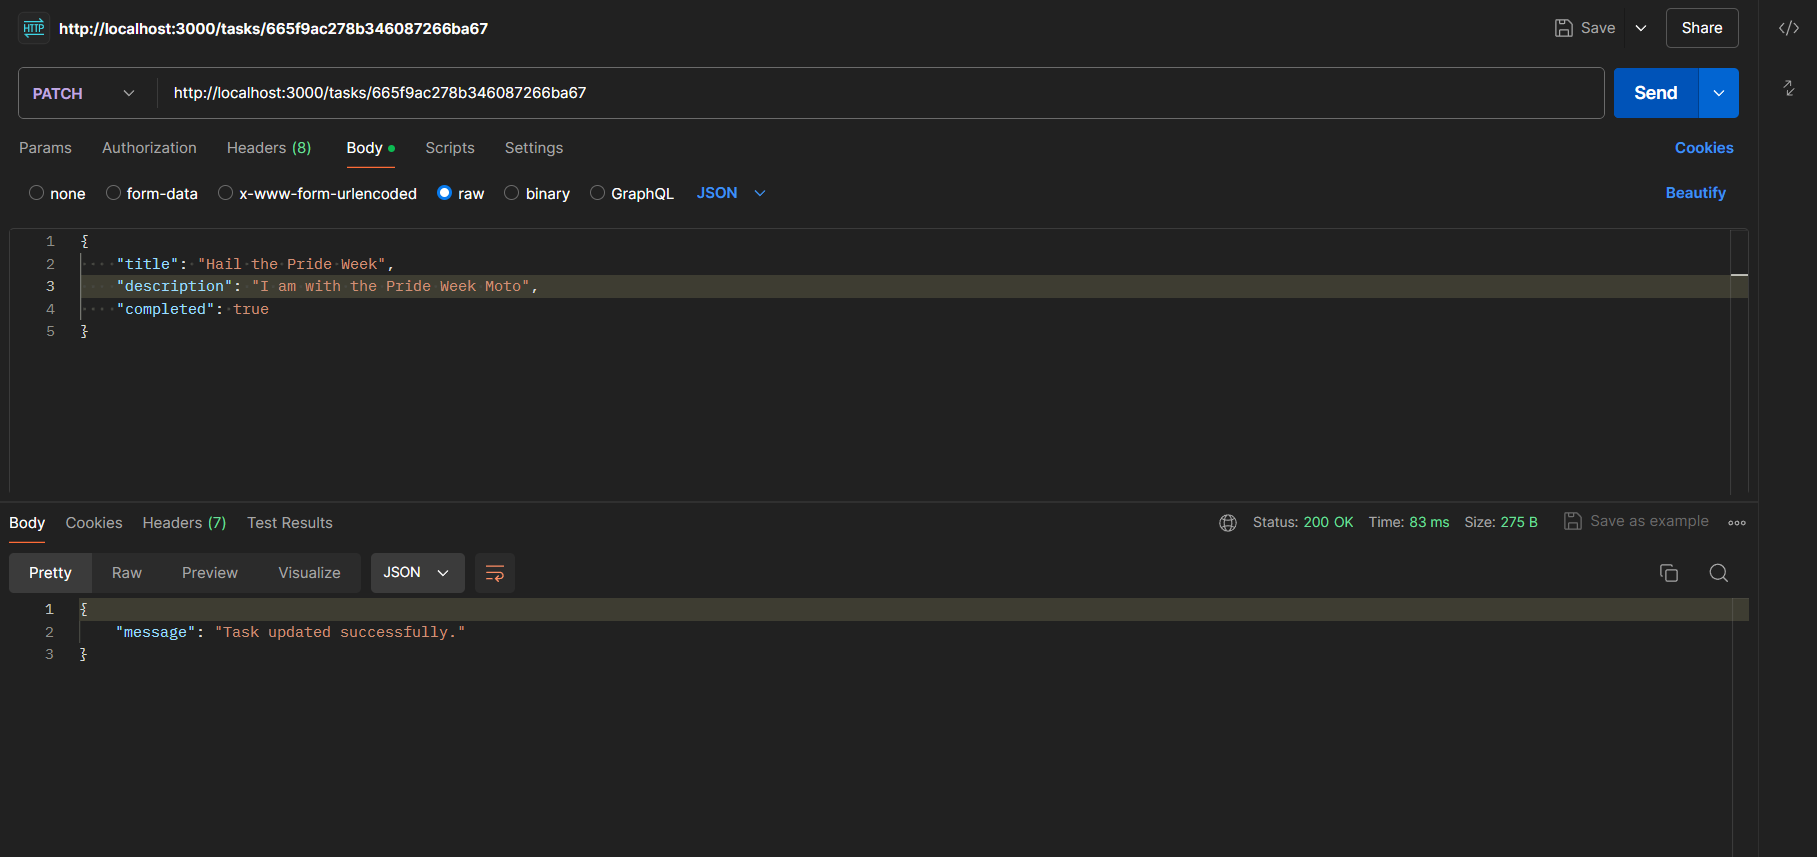 HTTP http://localhost:3000/tasks/665f9ac278b346087266ba67 Save Share </>
PATCH http://localhost:3000/tasks/665f9ac278b346087266ba67 Send
Params Authorization Headers (8) Body Scripts Settings Cookies
none form-data x-www-form-urlencoded raw binary GraphQL JSON Beautify
1 {
2 ····"title":·"Hail·the·Pride·Week",
3 ····"description":·"I·am·with·the·Pride·Week·Moto",
4 ····"completed":·true
5 }
Body Cookies Headers (7) Test Results Status: 200 OK Time: 83 ms Size: 275 B Save as example
Pretty Raw Preview Visualize JSON
1 {
2 "message": "Task updated successfully."
3 }